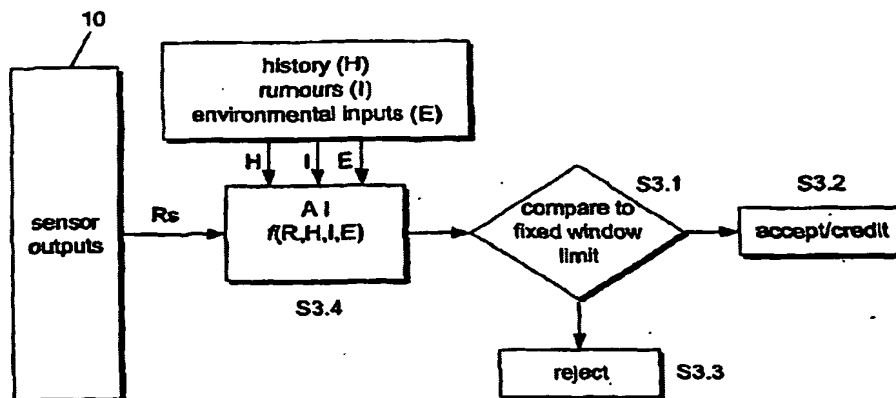 10
history (H)
rumours (I)
environmental inputs (E)
H I E
sensor
outputs
Rs
A I
f(R,H,I,E)
S3.4
compare to
fixed window
limit
S3.1
S3.2
accept/credit
reject
S3.3